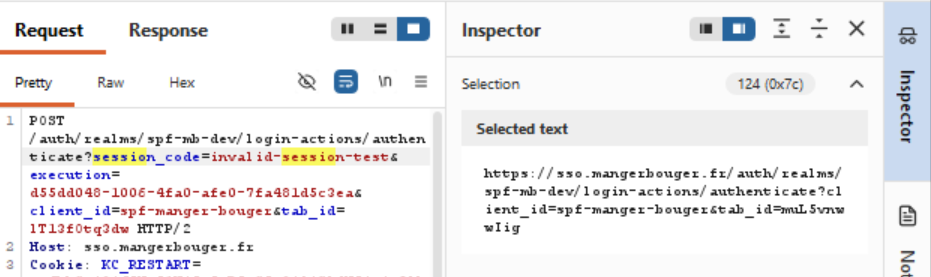 Request
Response
Pretty
Raw
Hex
\n
1 POST
/auth/realms/spf-mb-dev/login-actions/authen
ticate?session_code=invalid-session-test&
execution=
d55dd048-1006-4fa0-afe0-7fa481d5c3ea&
client_id=spf-manger-bouger&tab_id=
1T13f0tq3dw HTTP/2
2 Host: sso.mangerbouger.fr
3 Cookie: KC_RESTART=
Inspector
Selection
124 (0x7c)
Selected text
https://sso.mangerbouger.fr/auth/realms/
spf-mb-dev/login-actions/authenticate?cl
ient_id=spf-manger-bouger&tab_id=muL5vnw
wIig
Inspector